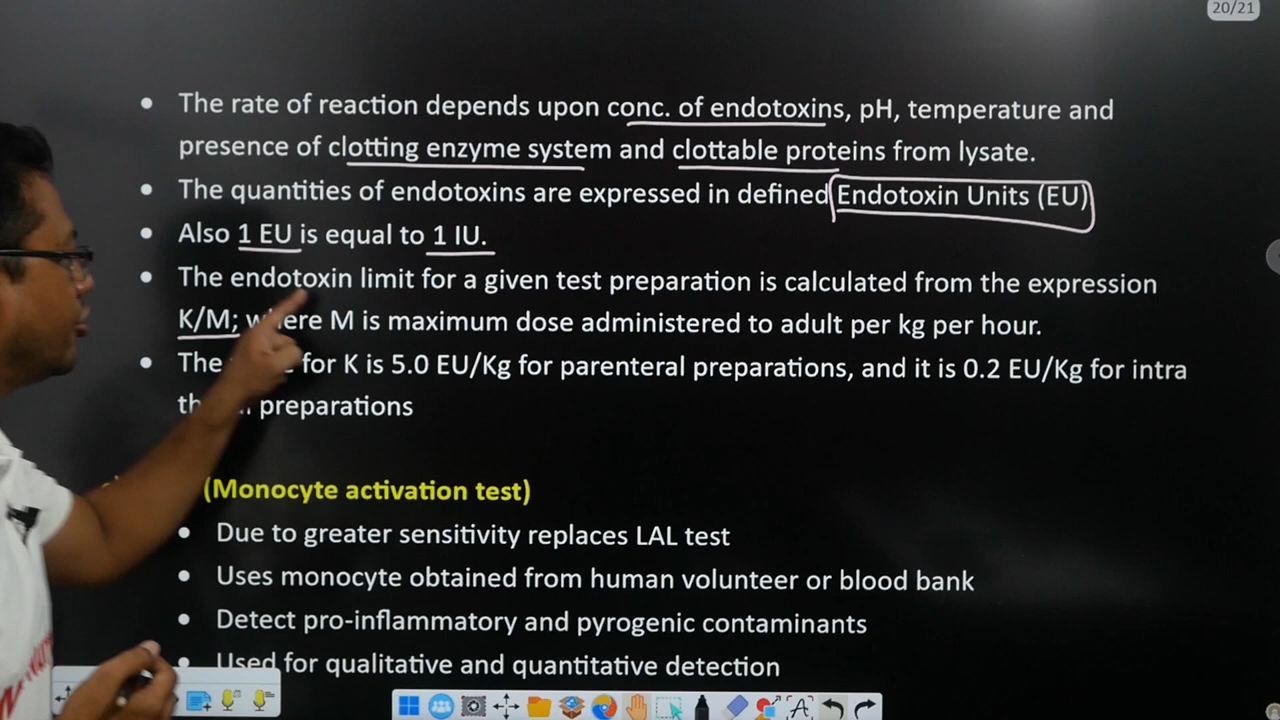 20/21
• The rate of reaction depends upon conc. of endotoxins, pH, temperature and
presence of clotting enzyme system and clottable proteins from lysate.
• The quantities of endotoxins are expressed in defined Endotoxin Units (EU)
• Also 1 EU is equal to 1 IU.
• The endotoxin limit for a given test preparation is calculated from the expression
K/M; where M is maximum dose administered to adult per kg per hour.
• The for K is 5.0 EU/Kg for parenteral preparations, and it is 0.2 EU/Kg for intra
preparations
(Monocyte activation test)
• Due to greater sensitivity replaces LAL test
• Uses monocyte obtained from human volunteer or blood bank
• Detect pro-inflammatory and pyrogenic contaminants
• Used for qualitative and quantitative detection